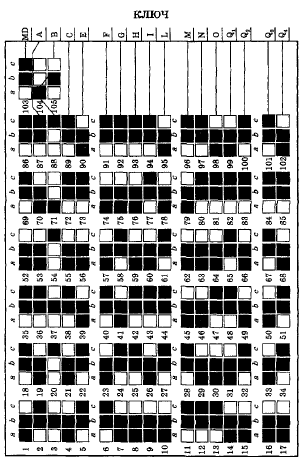 КЛЮЧ
MD A B C E F G H I L M N O Q₁ Q₂ Q₃ Q₄
a b c
103 104 105
a b c a b c a b c a b c
86 87 88 89 90 91 92 93 94 95 96 97 98 99 100 101 102
a b c a b c a b c a b c
69 70 71 72 73 74 75 76 77 78 79 80 81 82 83 84 85
a b c a b c a b c a b c
52 53 54 55 56 57 58 59 60 61 62 63 64 65 66 67 68
a b c a b c a b c a b c
35 36 37 38 39 40 41 42 43 44 45 46 47 48 49 50 51
a b c a b c a b c a b c
18 19 20 21 22 23 24 25 26 27 28 29 30 31 32 33 34
a b c a b c a b c a b c
1 2 3 4 5 6 7 8 9 10 11 12 13 14 15 16 17